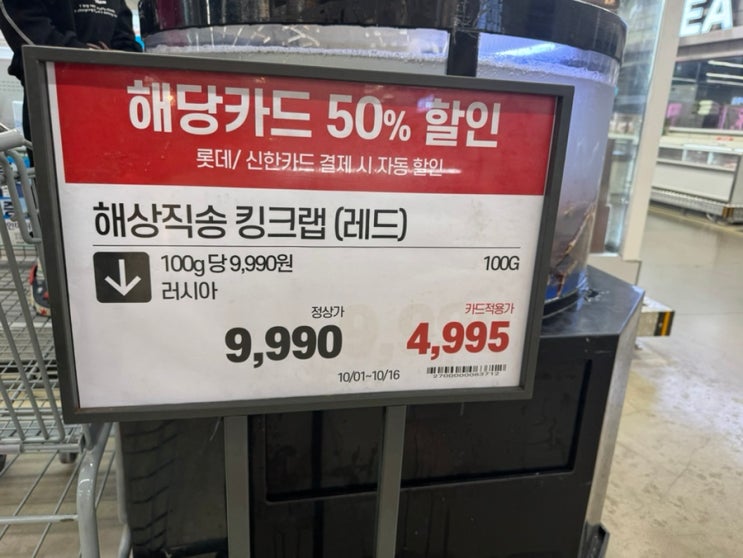 EA
해당카드 50% 할인
롯데/ 신한카드 결제 시 자동 할인
해상직송 킹크랩 (레드)
100g 당 9,990원 100G
러시아
정상가 카드적용가
9,990 4,995
10/01~10/16
2700000063712